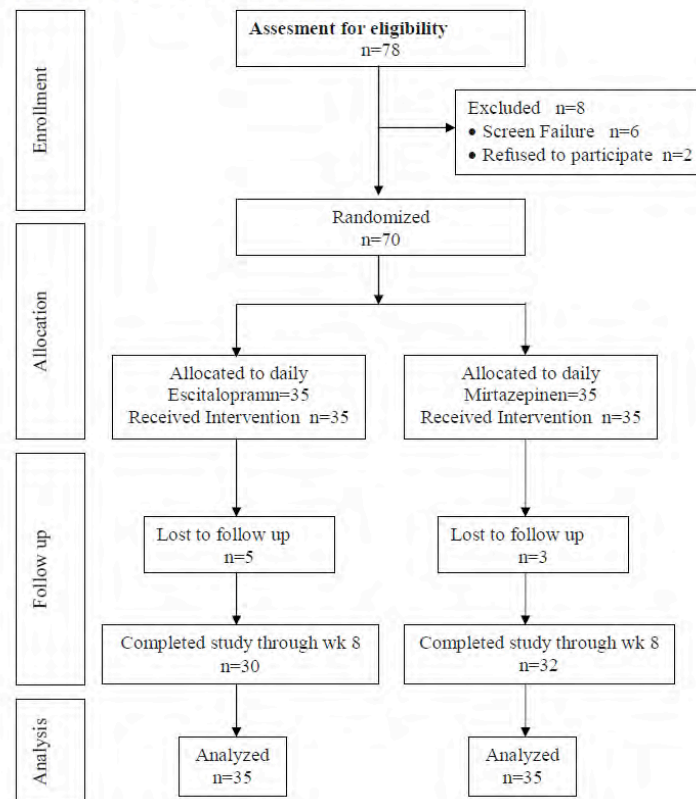 Enrollment
Assesment for eligibility
n=78
Excluded n=8
• Screen Failure n=6
• Refused to participate n=2
Randomized
n=70
Allocation
Allocated to daily
Escitalopramn=35
Received Intervention n=35
Allocated to daily
Mirtazepinen=35
Received Intervention n=35
Follow up
Lost to follow up
n=5
Lost to follow up
n=3
Completed study through wk 8
n=30
Completed study through wk 8
n=32
Analysis
Analyzed
n=35
Analyzed
n=35